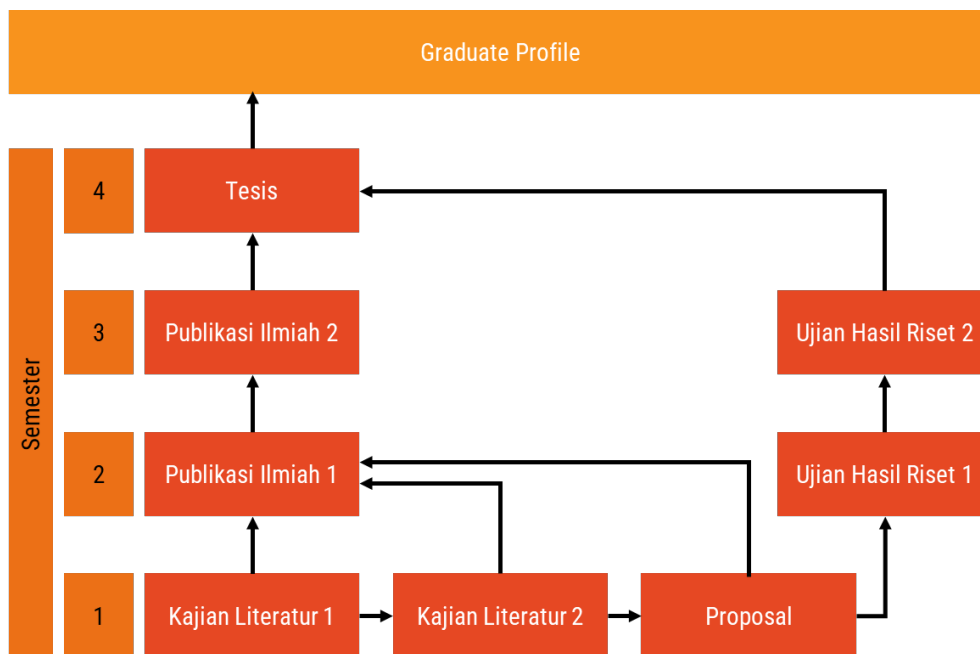 Graduate Profile
Semester
4
Tesis
3
Publikasi Ilmiah 2
Ujian Hasil Riset 2
2
Publikasi Ilmiah 1
Ujian Hasil Riset 1
1
Kajian Literatur 1
Kajian Literatur 2
Proposal